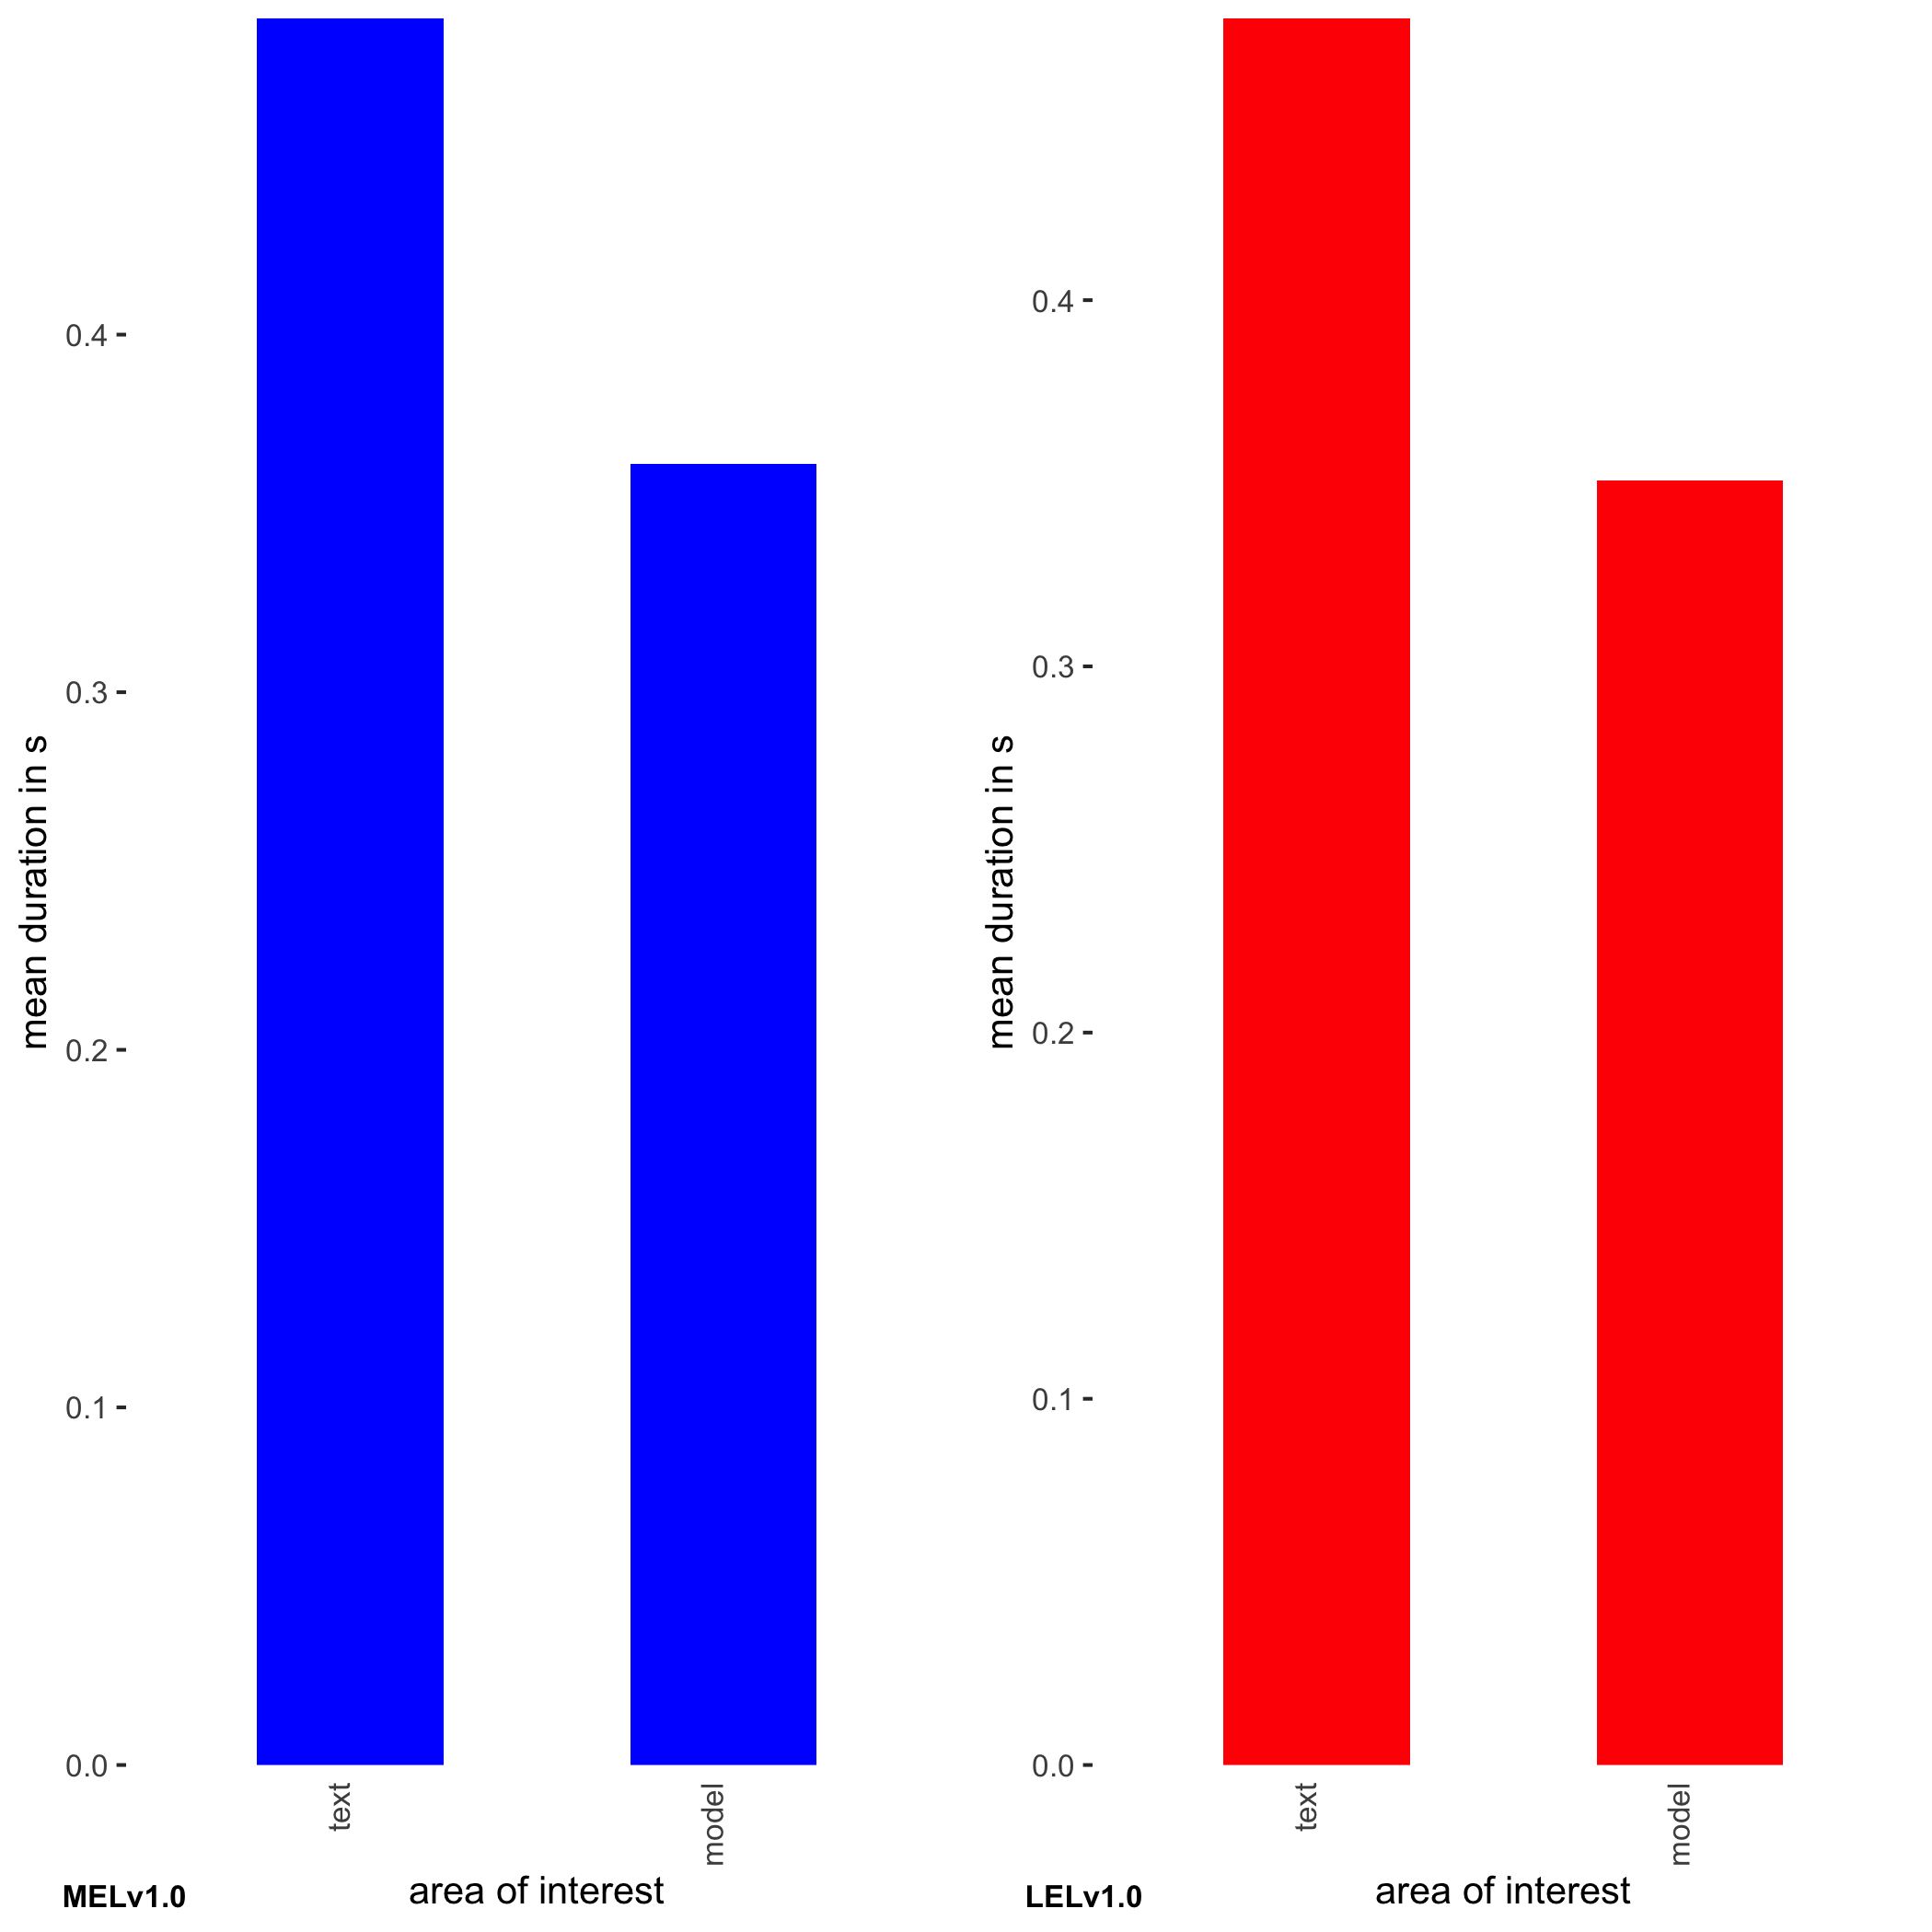 mean duration in s
0.4
0.3
0.2
0.1
0.0
text
model
area of interest
MELv1.0
mean duration in s
0.4
0.3
0.2
0.1
0.0
text
model
area of interest
LELv1.0